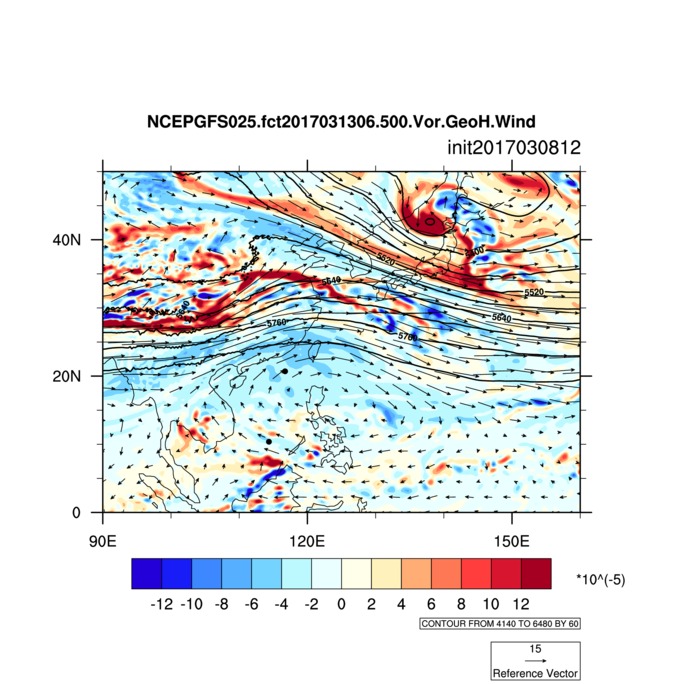 NCEPGFS025.fct2017031306.500.Vor.GeoH.Wind
init2017030812
40N
20N
0
90E 120E 150E
5520
5400
5640
5520
5640
5760
5760
-12 -10 -8 -6 -4 -2 0 2 4 6 8 10 12
*10^(-5)
CONTOUR FROM 4140 TO 6480 BY 60
15
Reference Vector